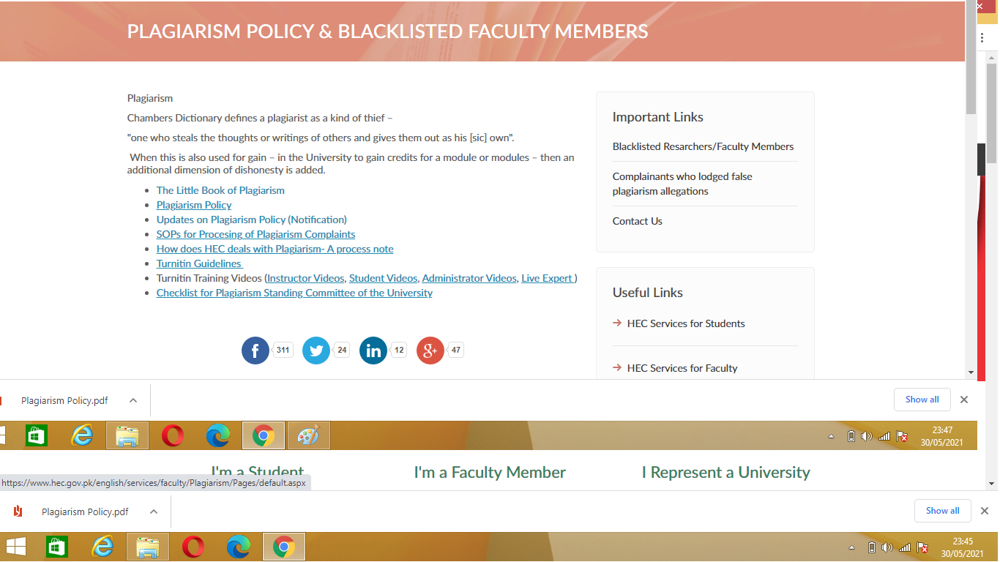 PLAGIARISM POLICY & BLACKLISTED FACULTY MEMBERS
Plagiarism
Chambers Dictionary defines a plagiarist as a kind of thief –
"one who steals the thoughts or writings of others and gives them out as his [sic] own".
When this is also used for gain – in the University to gain credits for a module or modules – then an
additional dimension of dishonesty is added.
The Little Book of Plagiarism
Plagiarism Policy
Updates on Plagiarism Policy (Notification)
SOPs for Procesing of Plagiarism Complaints
How does HEC deals with Plagiarism- A process note
Turnitin Guidelines
Turnitin Training Videos (Instructor Videos, Student Videos, Administrator Videos, Live Expert )
Checklist for Plagiarism Standing Committee of the University
311
24
12
47
Important Links
Blacklisted Resarchers/Faculty Members
Complainants who lodged false
plagiarism allegations
Contact Us
Useful Links
HEC Services for Students
HEC Services for Faculty
Plagiarism Policy.pdf
Show all
23:47
30/05/2021
I'm a Student
I'm a Faculty Member
I Represent a University
https://www.hec.gov.pk/english/services/faculty/Plagiarism/Pages/default.aspx
Plagiarism Policy.pdf
Show all
23:45
30/05/2021